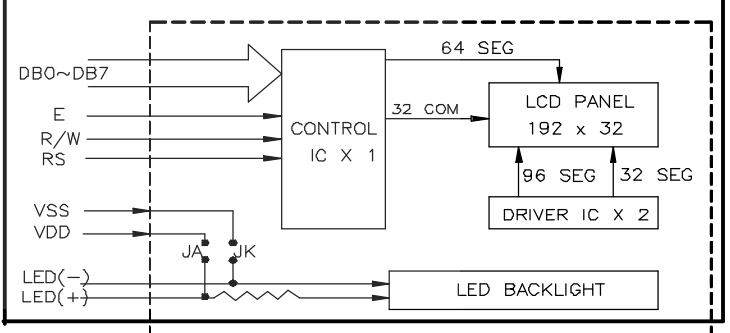 64 SEG
DB0~DB7
LCD PANEL
192 x 32
32 COM
E
R/W
RS
CONTROL
IC X 1
96 SEG
32 SEG
DRIVER IC X 2
VSS
VDD
JA
JK
LED(-)
LED(+)
LED BACKLIGHT